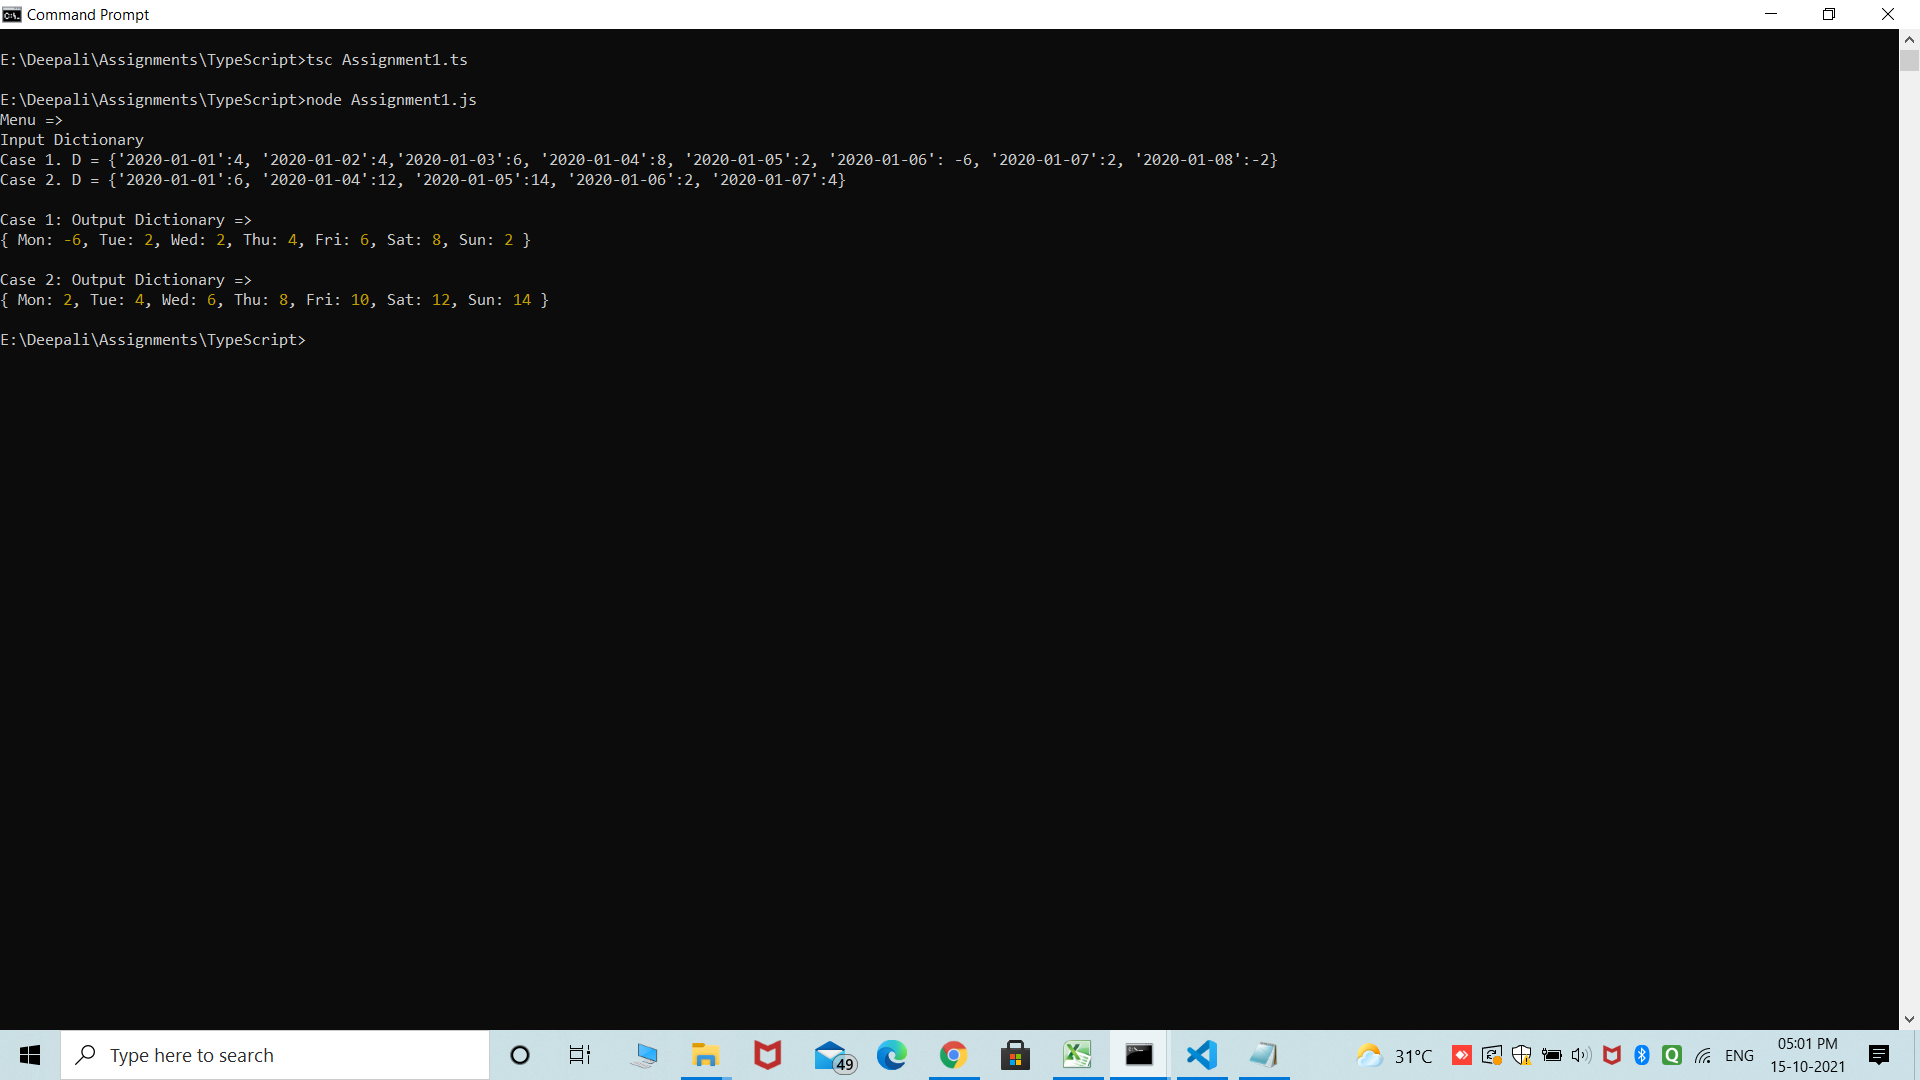 Command Prompt
E:\Deepali\Assignments\TypeScript>tsc Assignment1.ts
E:\Deepali\Assignments\TypeScript>node Assignment1.js
Menu =>
Input Dictionary
Case 1. D = {'2020-01-01':4, '2020-01-02':4,'2020-01-03':6, '2020-01-04':8, '2020-01-05':2, '2020-01-06': -6, '2020-01-07':2, '2020-01-08':-2}
Case 2. D = {'2020-01-01':6, '2020-01-04':12, '2020-01-05':14, '2020-01-06':2, '2020-01-07':4}
Case 1: Output Dictionary =>
{ Mon: -6, Tue: 2, Wed: 2, Thu: 4, Fri: 6, Sat: 8, Sun: 2 }
Case 2: Output Dictionary =>
{ Mon: 2, Tue: 4, Wed: 6, Thu: 8, Fri: 10, Sat: 12, Sun: 14 }
E:\Deepali\Assignments\TypeScript>
Type here to search
49
31°C
ENG
05:01 PM
15-10-2021